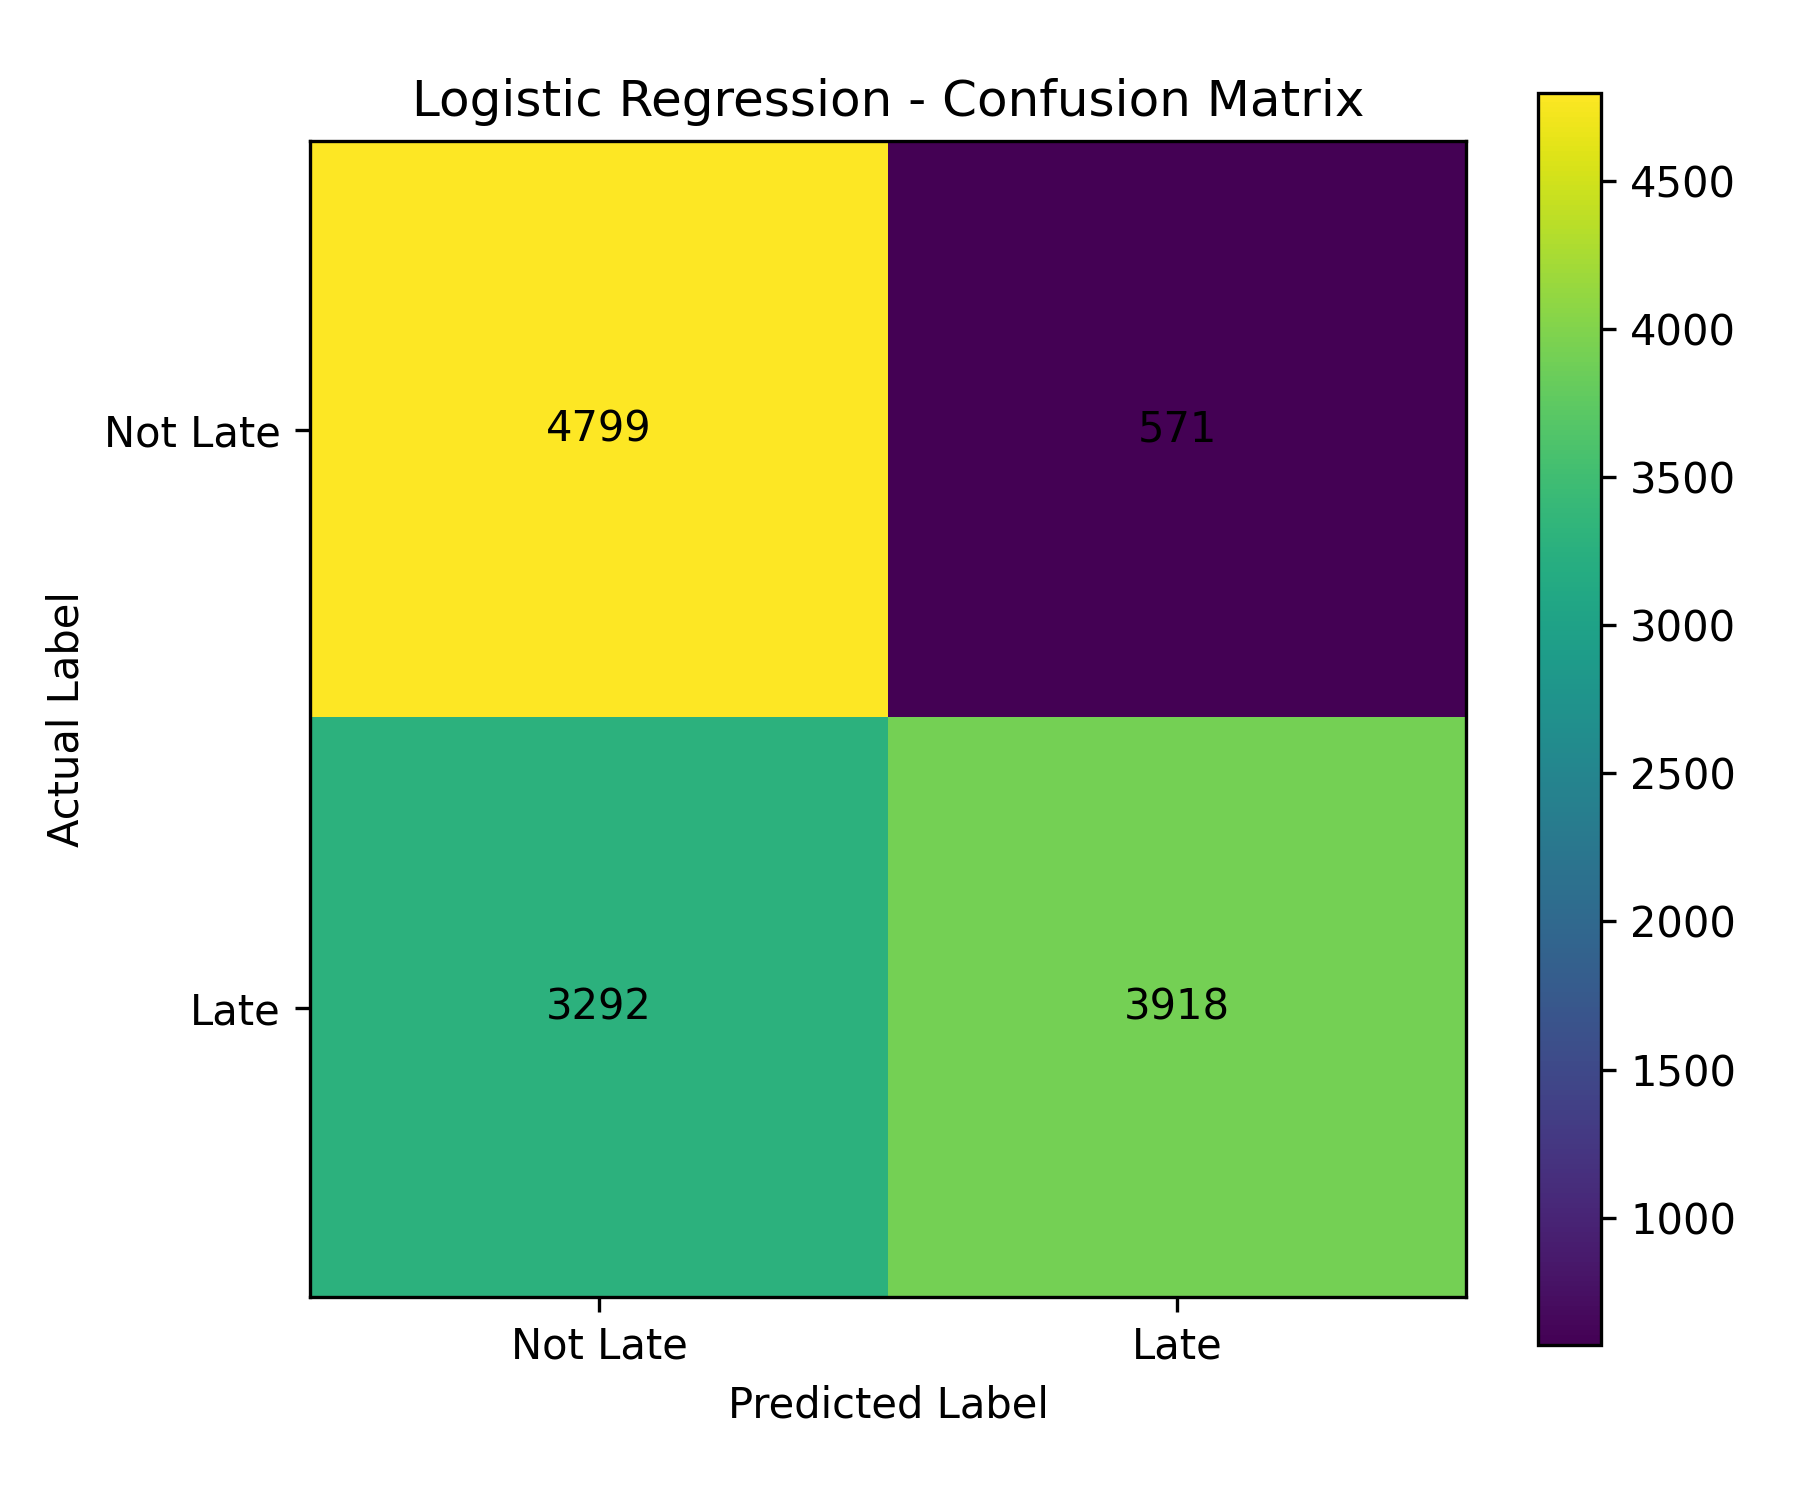 Logistic Regression - Confusion Matrix
Actual Label
Not Late
Late
4799
571
3292
3918
Not Late
Late
Predicted Label
4500
4000
3500
3000
2500
2000
1500
1000